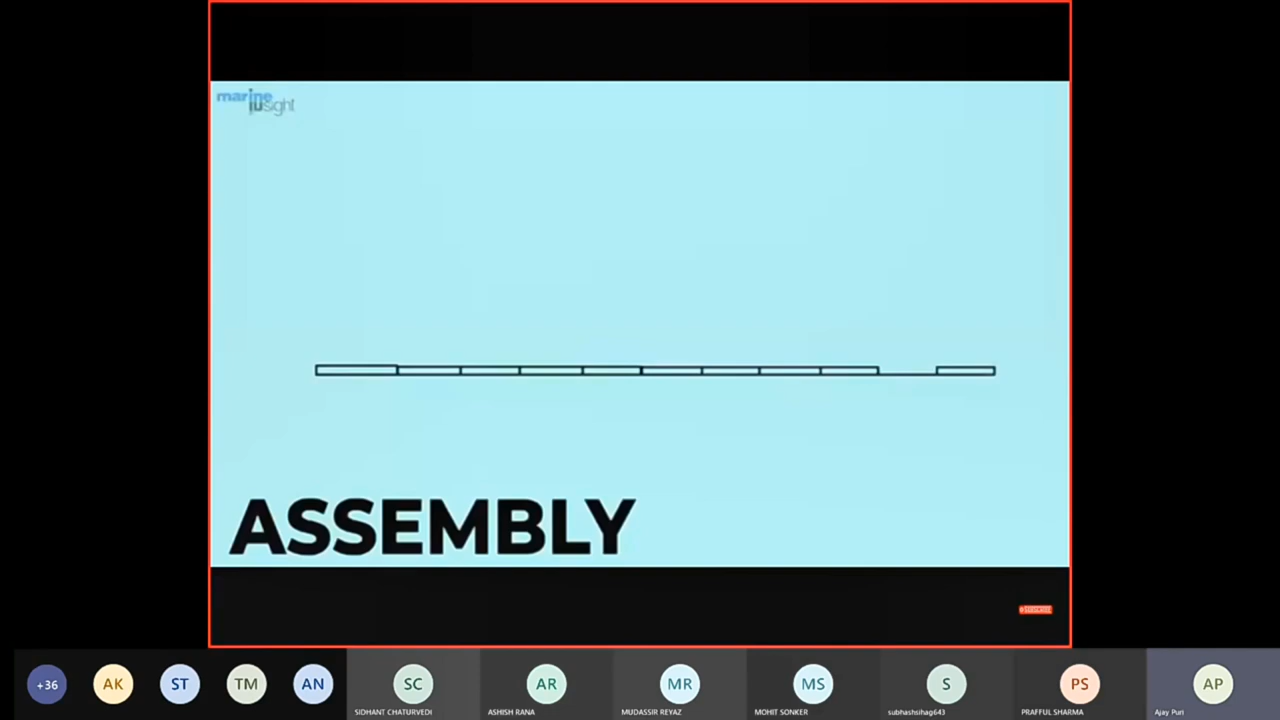 marine
insight
ASSEMBLY
SUBSCRIBE
+36
AK
ST
TM
AN
SC
AR
MR
MS
S
PS
AP
SIDHANT CHATURVEDI
ASHISH RANA
MUDASSIR REYAZ
MOHIT SONKER
subhashsihag643
PRAFFUL SHARMA
Ajay Puri